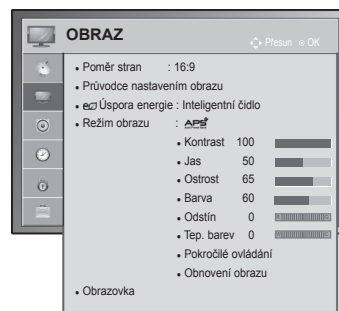 OBRAZ
Přesun OK
• Poměr stran : 16:9
• Průvodce nastavením obrazu
• Úspora energie : Inteligentní čidlo
• Režim obrazu : APS
• Kontrast 100
• Jas 50
• Ostrost 65
• Barva 60
• Odstín 0
• Tep. barev 0
• Pokročilé ovládání
• Obnovení obrazu
• Obrazovka